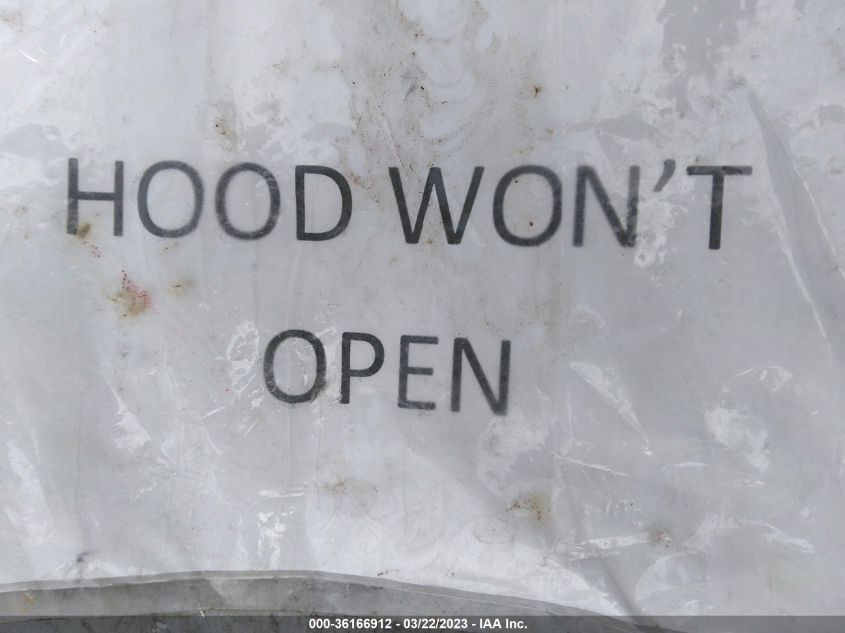 HOOD WON'T
OPEN
000-36166912 - 03/22/2023 - IAA Inc.